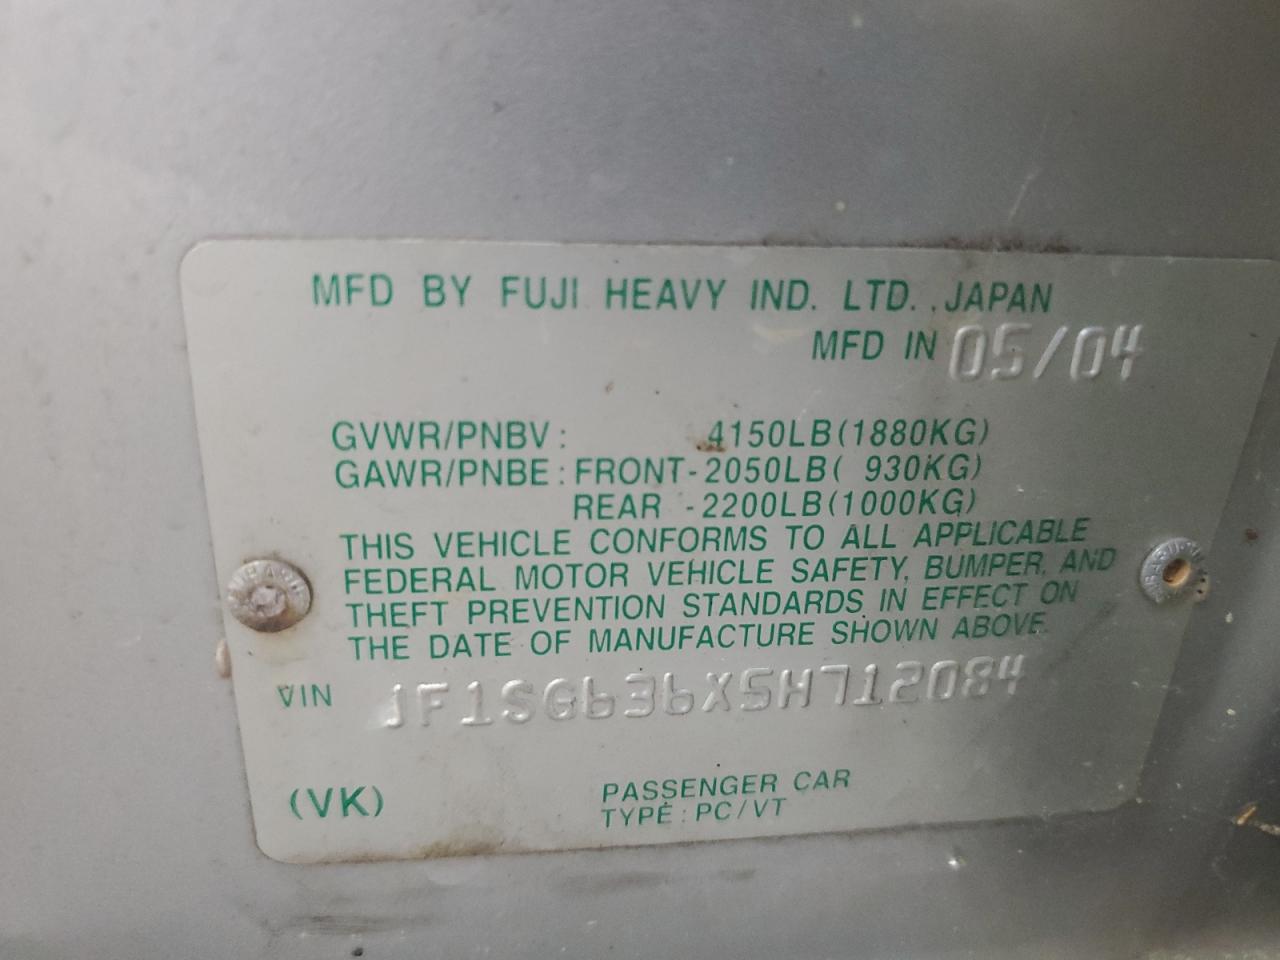 MFD BY FUJI HEAVY IND. LTD. ,JAPAN
MFD IN 05/04
GVWR/PNBV: 4150LB(1880KG)
GAWR/PNBE: FRONT-2050LB( 930KG)
REAR -2200LB(1000KG)
THIS VEHICLE CONFORMS TO ALL APPLICABLE
FEDERAL MOTOR VEHICLE SAFETY, BUMPER, AND
THEFT PREVENTION STANDARDS IN EFFECT ON
THE DATE OF MANUFACTURE SHOWN ABOVE.
VIN JF1SG636X5H712084
(VK) PASSENGER CAR
TYPE: PC/VT